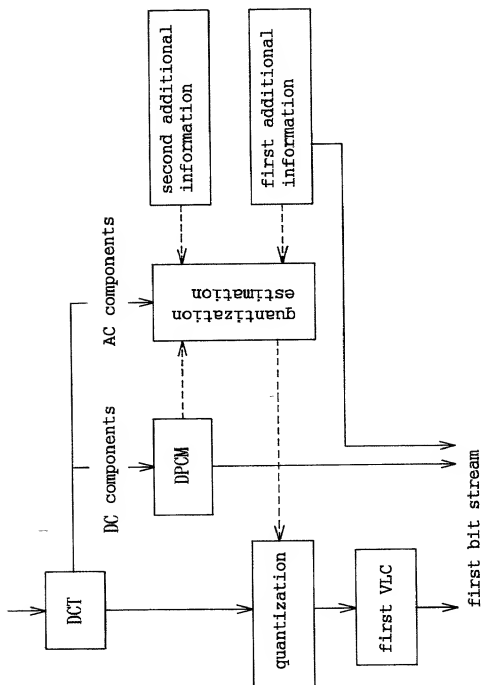 second additional
information
first additional
information
AC components
quantization
estimation
DC components
DPCM
DCT
quantization
first VLC
first bit stream